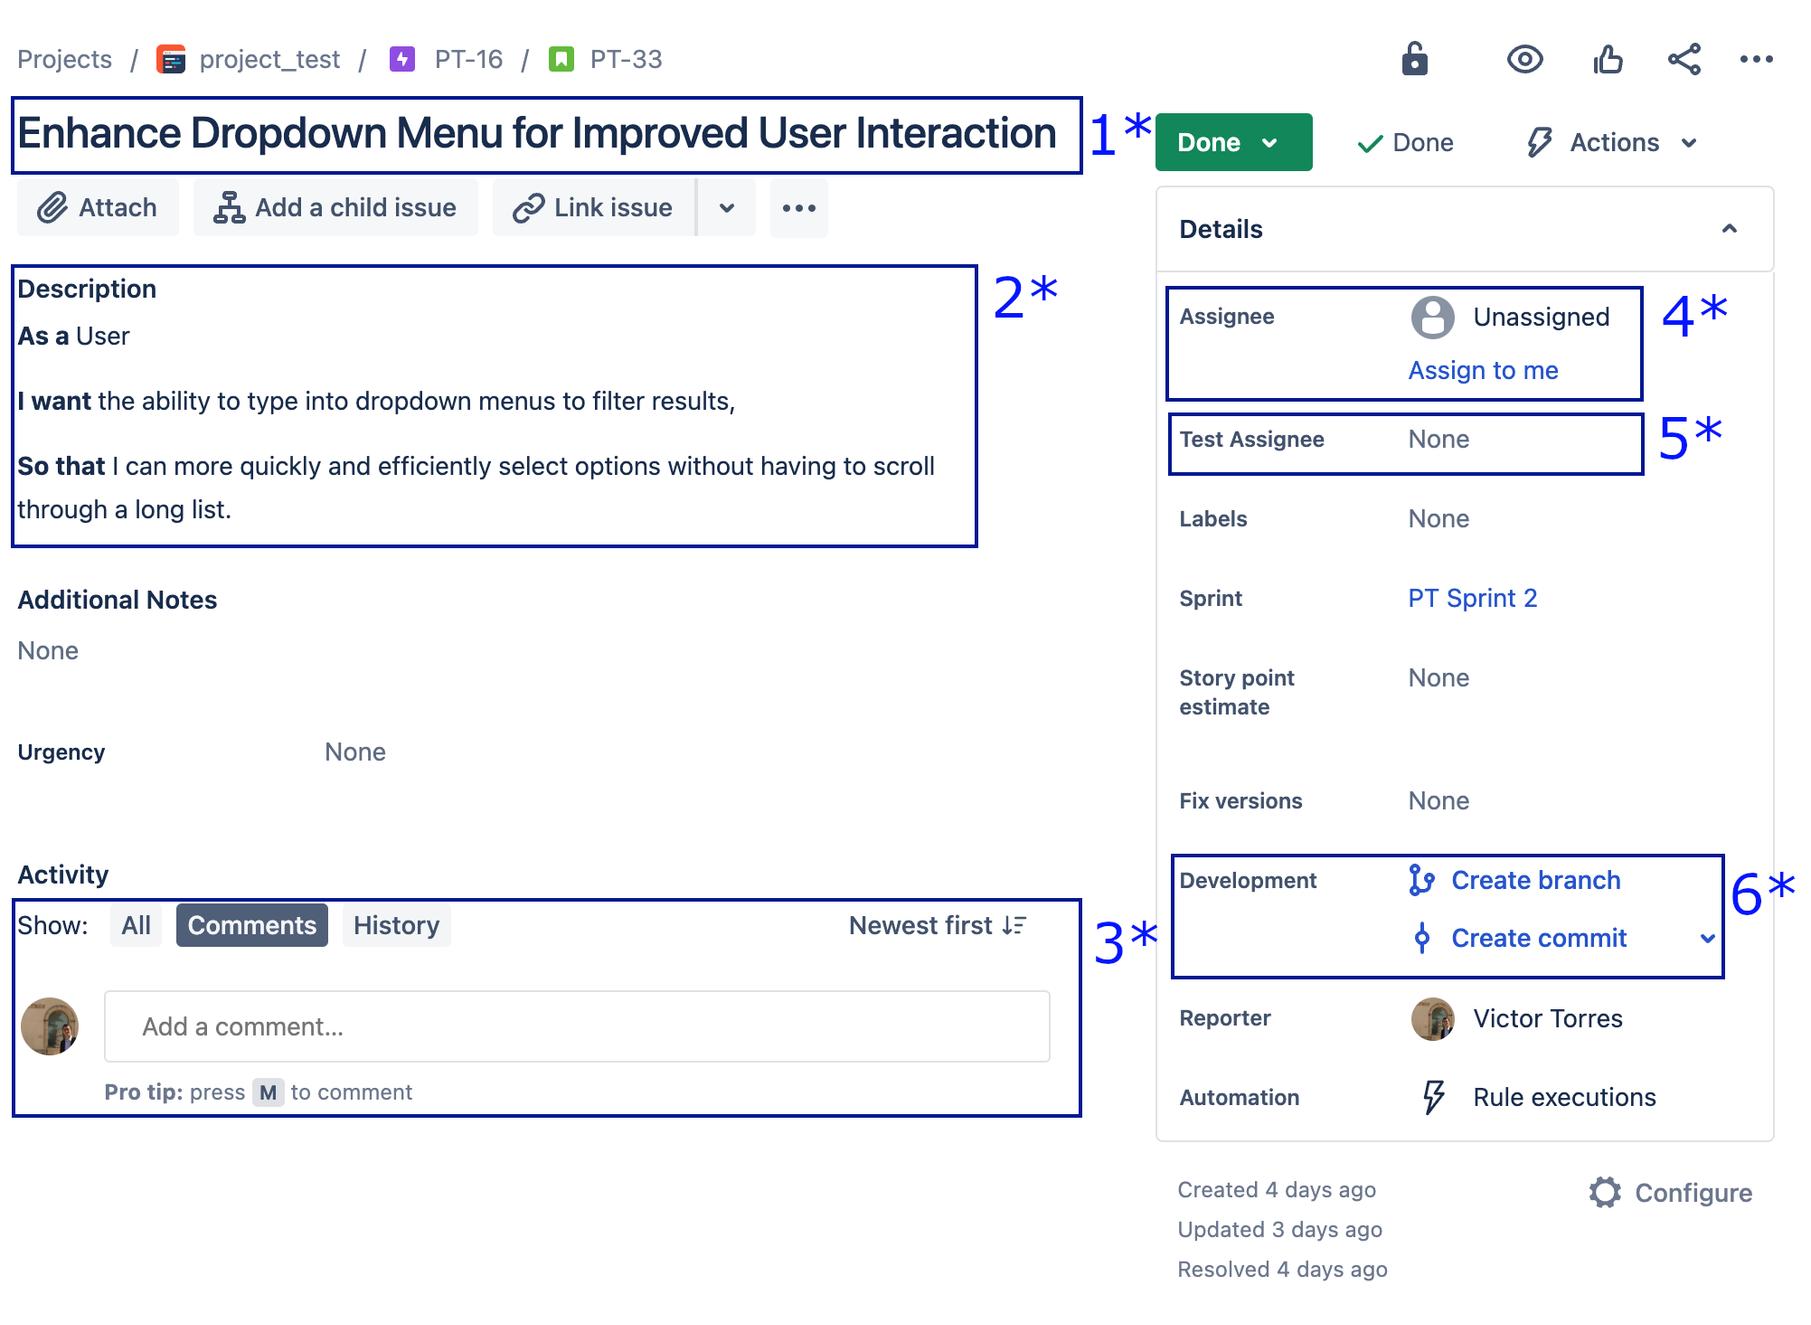 Projects / project_test / PT-16 / PT-33
Enhance Dropdown Menu for Improved User Interaction
1*
Attach Add a child issue Link issue
Description
2*
As a User
I want the ability to type into dropdown menus to filter results,
So that I can more quickly and efficiently select options without having to scroll
through a long list.
Additional Notes
None
Urgency None
Activity
Show: All Comments History Newest first
3*
Add a comment...
Pro tip: press M to comment
Done Done Actions
Details
Assignee Unassigned
4*
Assign to me
Test Assignee None
5*
Labels None
Sprint PT Sprint 2
Story point
estimate
None
Fix versions None
Development Create branch
6*
Create commit
Reporter Victor Torres
Automation Rule executions
Created 4 days ago
Configure
Updated 3 days ago
Resolved 4 days ago